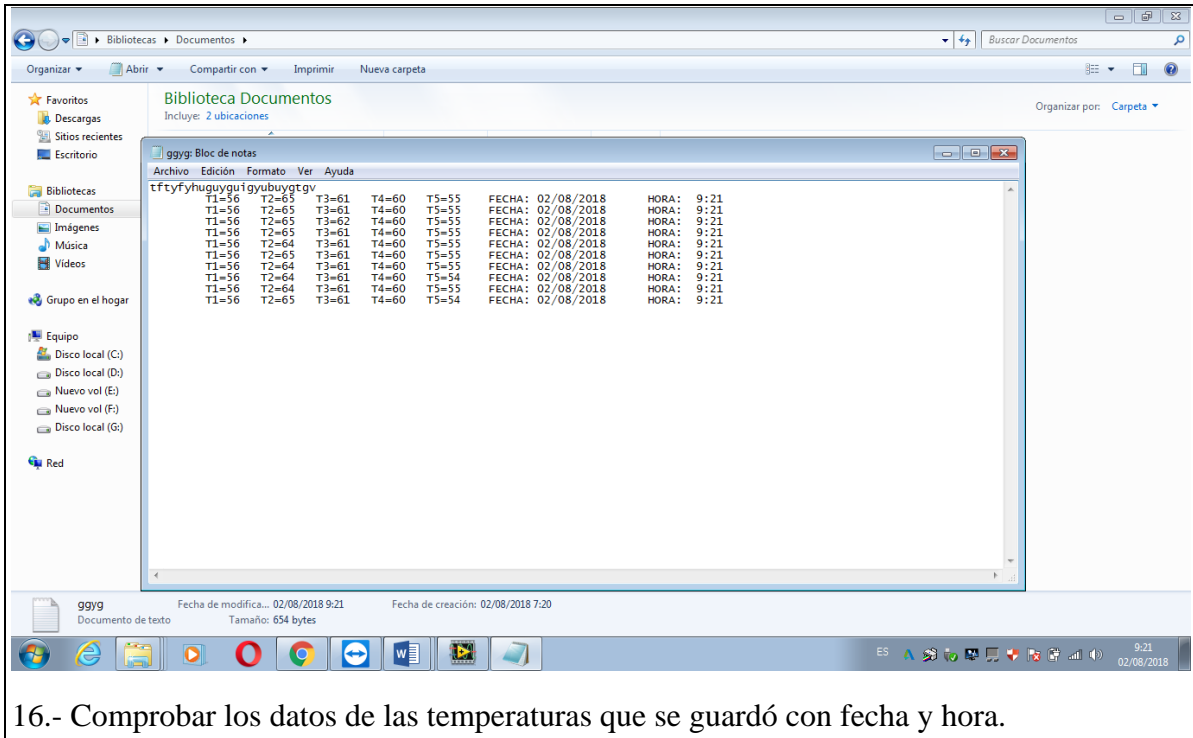 Bibliotecas ▸ Documentos ▸
Buscar Documentos
Organizar Abrir Compartir con Imprimir Nueva carpeta
Favoritos
Descargas
Sitios recientes
Escritorio
Bibliotecas
Documentos
Imágenes
Música
Vídeos
Grupo en el hogar
Equipo
Disco local (C:)
Disco local (D:)
Nuevo vol (E:)
Nuevo vol (F:)
Disco local (G:)
Red
Biblioteca Documentos
Incluye: 2 ubicaciones
Organizar por: Carpeta
ggyg: Bloc de notas
Archivo Edición Formato Ver Ayuda
tftyfyhuguyguigyubuygtgv
T1=56 T2=65 T3=61 T4=60 T5=55 FECHA: 02/08/2018 HORA: 9:21
T1=56 T2=65 T3=61 T4=60 T5=55 FECHA: 02/08/2018 HORA: 9:21
T1=56 T2=65 T3=62 T4=60 T5=55 FECHA: 02/08/2018 HORA: 9:21
T1=56 T2=65 T3=61 T4=60 T5=55 FECHA: 02/08/2018 HORA: 9:21
T1=56 T2=64 T3=61 T4=60 T5=55 FECHA: 02/08/2018 HORA: 9:21
T1=56 T2=65 T3=61 T4=60 T5=55 FECHA: 02/08/2018 HORA: 9:21
T1=56 T2=64 T3=61 T4=60 T5=55 FECHA: 02/08/2018 HORA: 9:21
T1=56 T2=64 T3=61 T4=60 T5=54 FECHA: 02/08/2018 HORA: 9:21
T1=56 T2=64 T3=61 T4=60 T5=54 FECHA: 02/08/2018 HORA: 9:21
T1=56 T2=65 T3=61 T4=60 T5=54 FECHA: 02/08/2018 HORA: 9:21
ggyg Fecha de modifica... 02/08/2018 9:21 Fecha de creación: 02/08/2018 7:20
Documento de texto Tamaño: 654 bytes
ES
9:21
02/08/2018
16.- Comprobar los datos de las temperaturas que se guardó con fecha y hora.